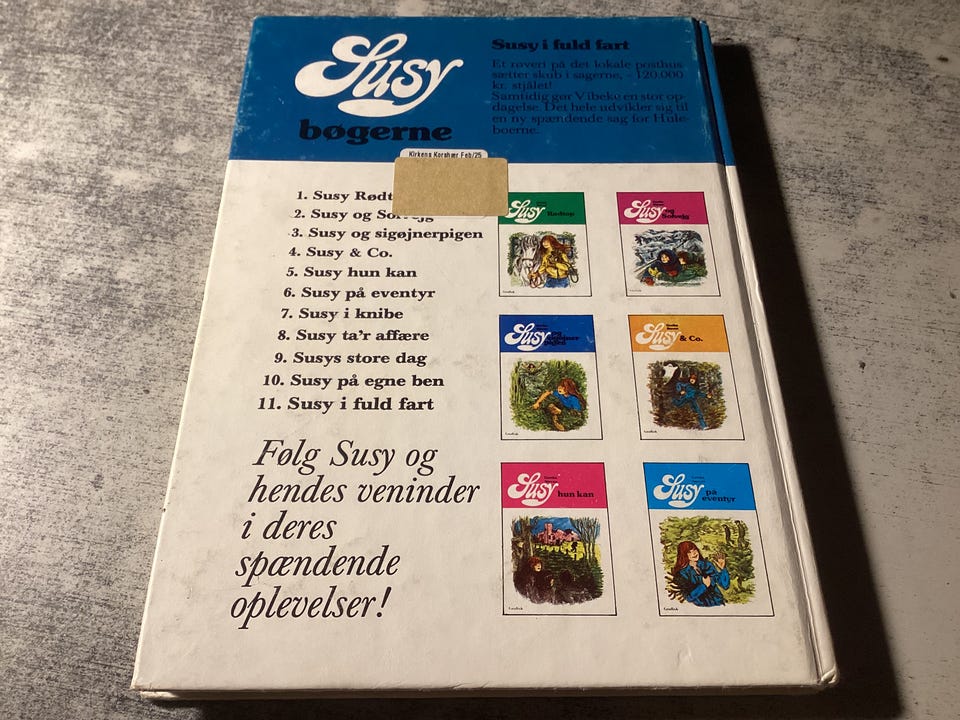 Susy
bøgerne
Susy i fuld fart
Et røveri på det lokale posthus
sætter skub i sagerne, - 120.000
kr. stjålet!
Samtidig gør Vibeke en stor op-
dagelse. Det hele udvikler sig til
en ny spændende sag for Hule-
boerne.
Kirkens Korshær Feb/25
1. Susy
2. Susy og
3. Susy og sigøjnerpigen
4. Susy & Co.
5. Susy hun kan
6. Susy på eventyr
7. Susy i knibe
8. Susy ta'r affære
9. Susys store dag
10. Susy på egne ben
11. Susy i fuld fart
Følg Susy og
hendes veninder
i deres
spændende
oplevelser!
Susy Rødtop
Susy og Solvejg
Susy
Susy & Co.
Susy hun kan
Susy på
eventyr